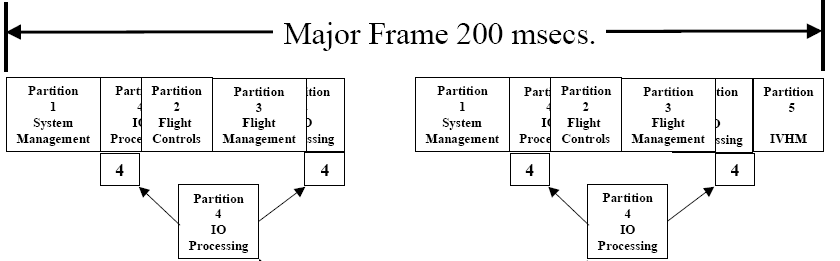 Major Frame 200 msecs.
Partition
1
System
Management
Partition
2
Flight
Controls
Partition
3
Flight
Management
Partition
1
System
Management
Partition
2
Flight
Controls
Partition
3
Flight
Management
Partition
5
IVHM
4
4
4
4
Partition
4
IO
Processing
Partition
4
IO
Processing